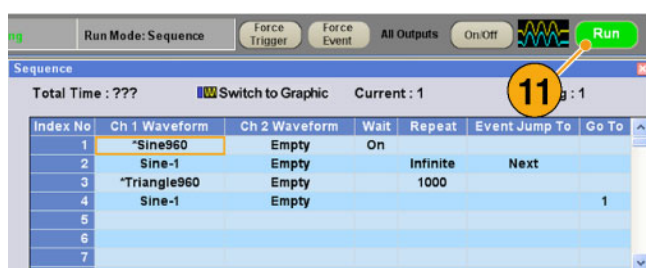 ng Run Mode: Sequence Force Trigger Force Event All Outputs On/Off Run
Sequence
Total Time : ??? Switch to Graphic Current : 1 11 g : 1
Index No Ch 1 Waveform Ch 2 Waveform Wait Repeat Event Jump To Go To
1 *Sine960 Empty On
2 Sine-1 Empty Infinite Next
3 *Triangle960 Empty 1000
4 Sine-1 Empty 1
5
6
7